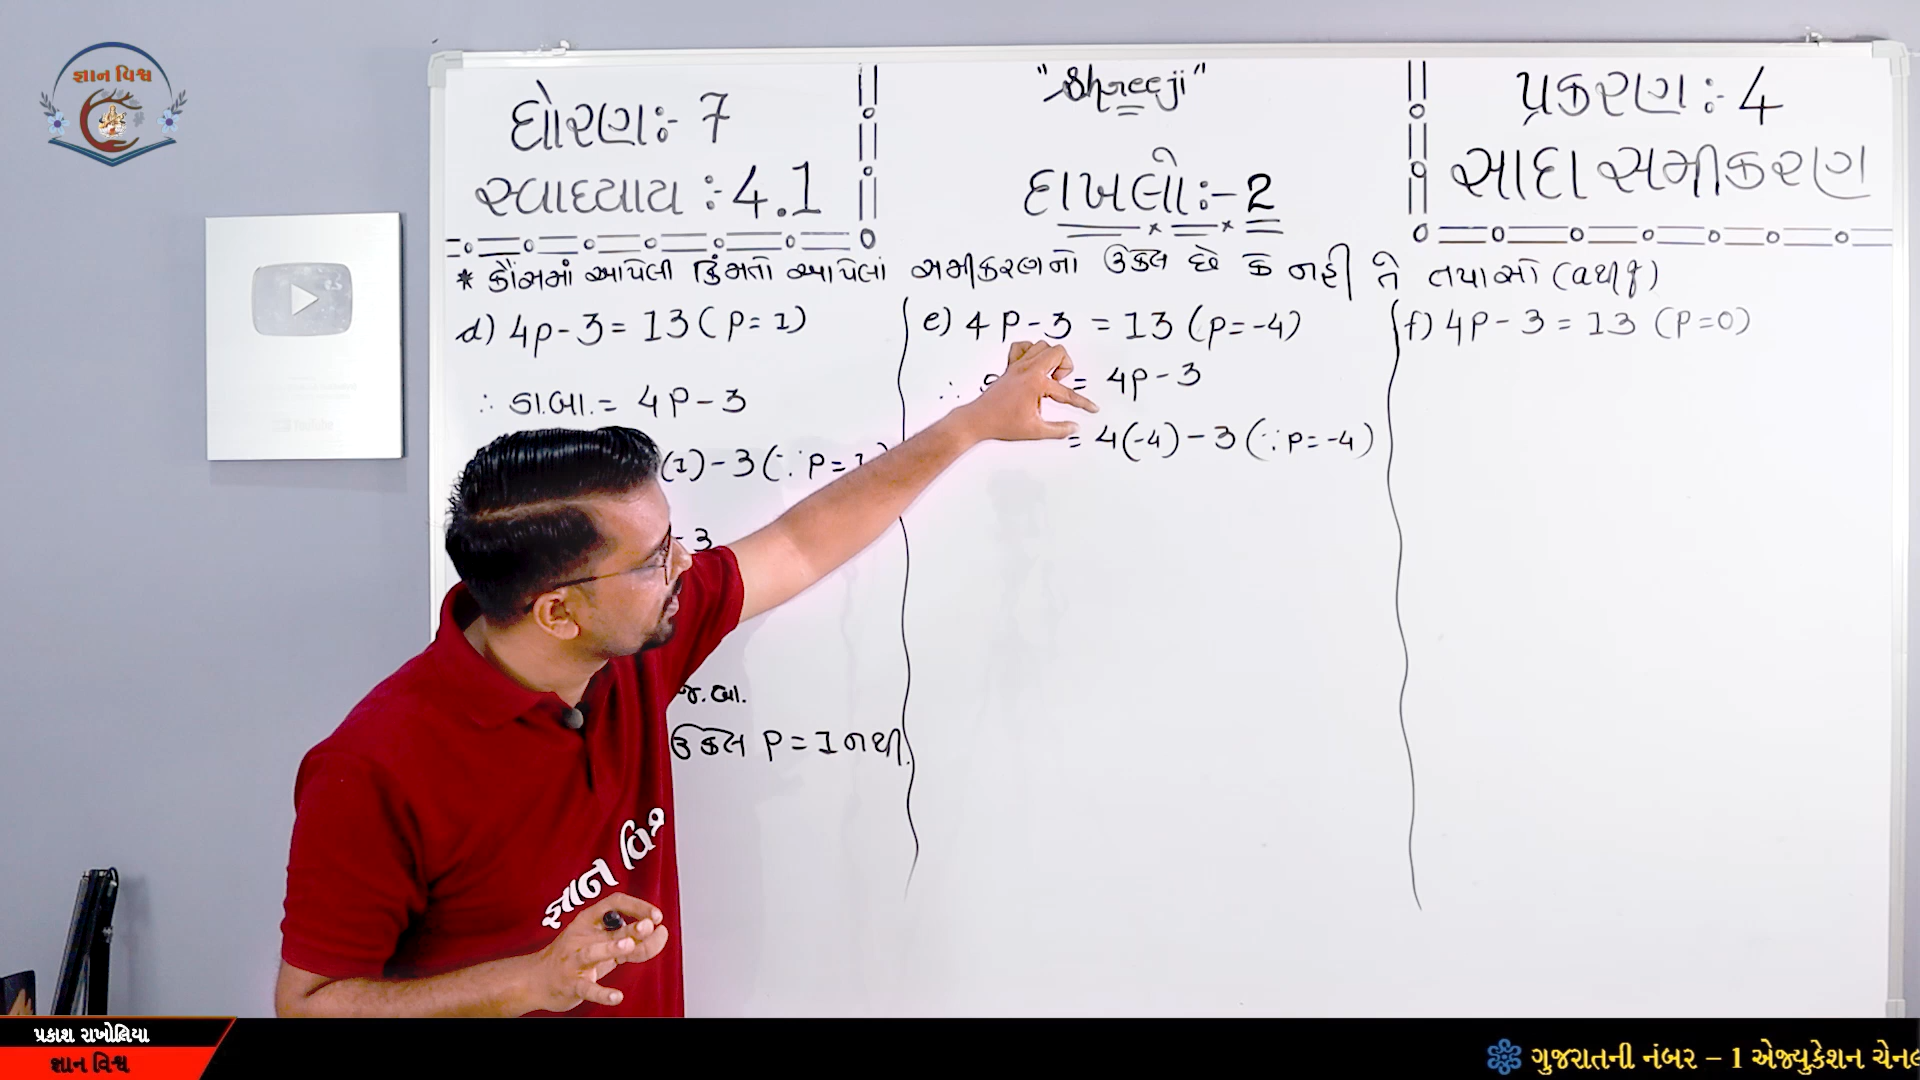 જ્ઞાન વિશ્વ
ધોરણ:- 7
સ્વાધ્યાય :- 4.1
"Shreeji"
દાખલો:- 2
પ્રકરણ :- 4
સાદા સમીકરણ
* કૌંસમાં આપેલી કિંમતો આપેલા સમીકરણનો ઉકેલ છે કે નહીં તે તપાસો (a થી f)
d) 4p - 3 = 13 (p = 1)
∴ ડા.બા. = 4p - 3
(1) - 3 (∵ p = 1)
- 3
જ.બા.
ઉકેલ p = 1 નથી.
e) 4p - 3 = 13 (p = -4)
∴ = 4p - 3
= 4(-4) - 3 (∵ p = -4)
f) 4p - 3 = 13 (p = 0)
જ્ઞાન વિશ્વ
પ્રકાશ રાખોલિયા
જ્ઞાન વિશ્વ
ગુજરાતની નંબર – 1 એજ્યુકેશન ચેનલ